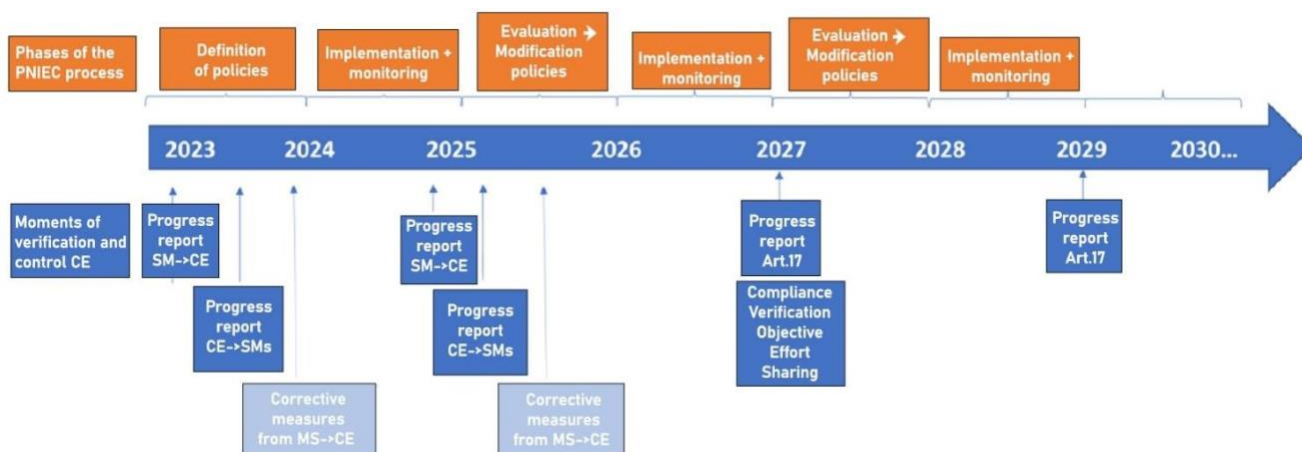 Phases of the
PNIEC process
Definition
of policies
Implementation +
monitoring
Evaluation →
Modification
policies
Implementation +
monitoring
Evaluation →
Modification
policies
Implementation +
monitoring
2023
2024
2025
2026
2027
2028
2029
2030...
Moments of
verification and
control CE
Progress
report
SM->CE
Progress
report
CE->SMs
Corrective
measures
from MS->CE
Progress
report
SM->CE
Progress
report
CE->SMs
Corrective
measures
from MS->CE
Progress
report
Art.17
Compliance
Verification
Objective
Effort
Sharing
Progress
report
Art.17